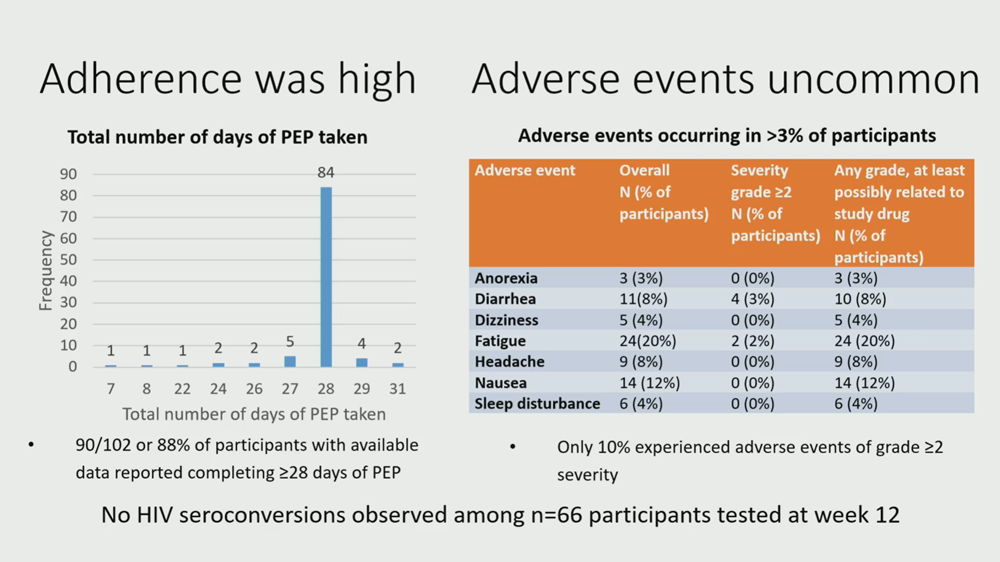 Adherence was high
Total number of days of PEP taken
Frequency
90
80
70
60
50
40
30
20
10
0
1
1
1
2
2
5
84
4
2
7
8
22
24
26
27
28
29
31
Total number of days of PEP taken
• 90/102 or 88% of participants with available
data reported completing ≥28 days of PEP
Adverse events uncommon
Adverse events occurring in >3% of participants
Adverse event
Overall
N (% of
participants)
Severity
grade ≥2
N (% of
participants)
Any grade, at least
possibly related to
study drug
N (% of
participants)
Anorexia 3 (3%) 0 (0%) 3 (3%)
Diarrhea 11(8%) 4 (3%) 10 (8%)
Dizziness 5 (4%) 0 (0%) 5 (4%)
Fatigue 24(20%) 2 (2%) 24 (20%)
Headache 9 (8%) 0 (0%) 9 (8%)
Nausea 14 (12%) 0 (0%) 14 (12%)
Sleep disturbance 6 (4%) 0 (0%) 6 (4%)
• Only 10% experienced adverse events of grade ≥2
severity
No HIV seroconversions observed among n=66 participants tested at week 12